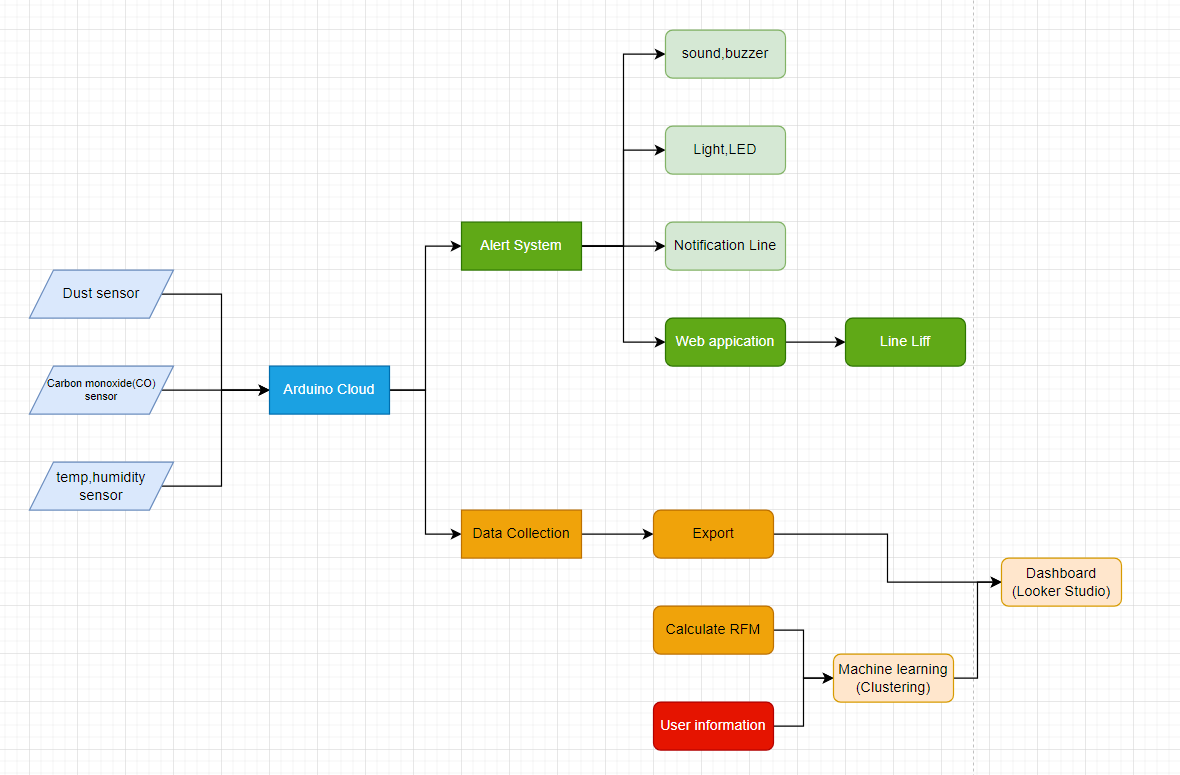 sound,buzzer
Light,LED
Alert System
Notification Line
Dust sensor
Web appication
Line Liff
Carbon monoxide(CO)
sensor
Arduino Cloud
temp,humidity
sensor
Data Collection
Export
Dashboard
(Looker Studio)
Calculate RFM
Machine learning
(Clustering)
User information